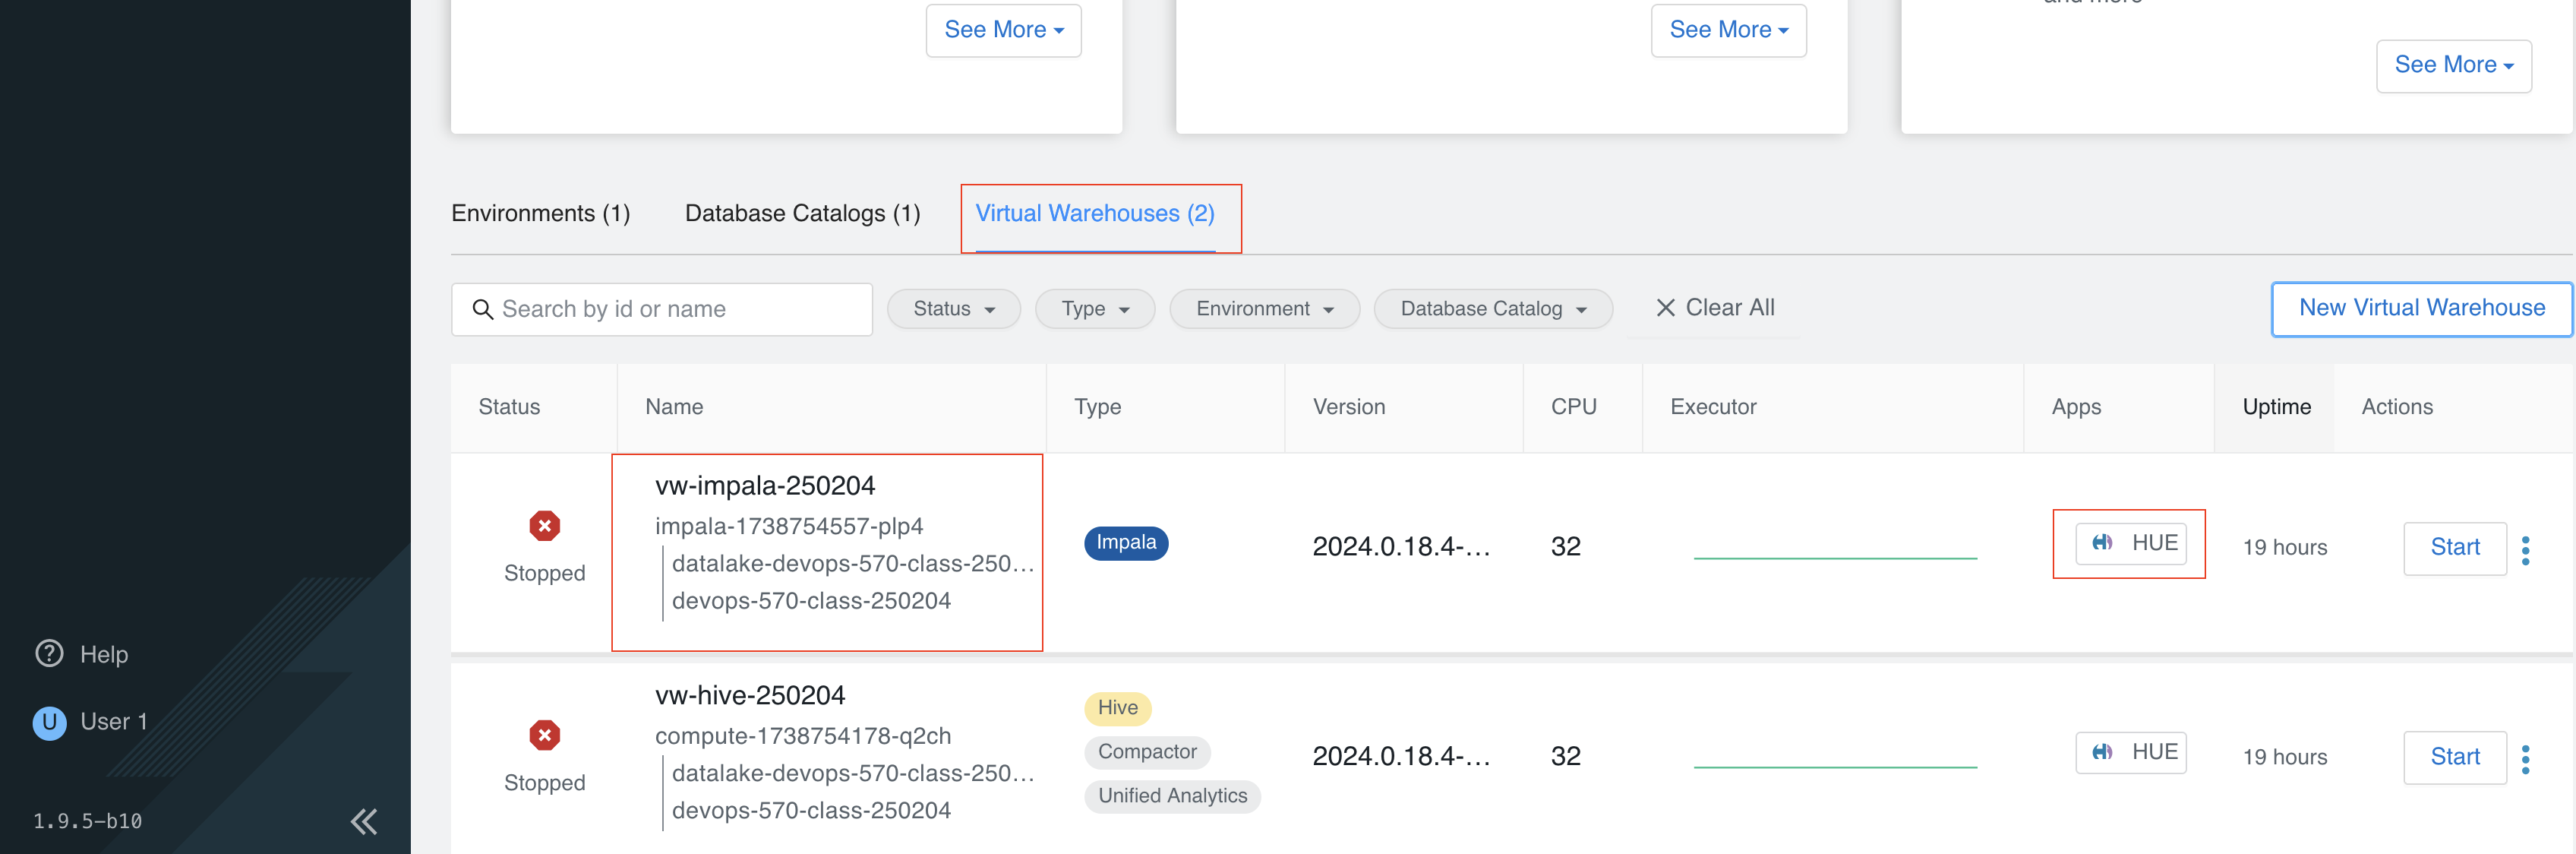 See More
See More
See More
Environments (1)
Database Catalogs (1)
Virtual Warehouses (2)
Search by id or name
Status
Type
Environment
Database Catalog
Clear All
New Virtual Warehouse
Status
Name
Type
Version
CPU
Executor
Apps
Uptime
Actions
Stopped
vw-impala-250204
impala-1738754557-plp4
datalake-devops-570-class-250...
devops-570-class-250204
Impala
2024.0.18.4-...
32
HUE
19 hours
Start
Stopped
vw-hive-250204
compute-1738754178-q2ch
datalake-devops-570-class-250...
devops-570-class-250204
Hive
Compactor
Unified Analytics
2024.0.18.4-...
32
HUE
19 hours
Start
Help
U
User 1
1.9.5-b10